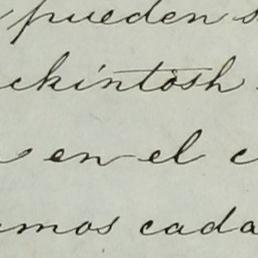 pueden s
ckintosh
en el c
mos cada